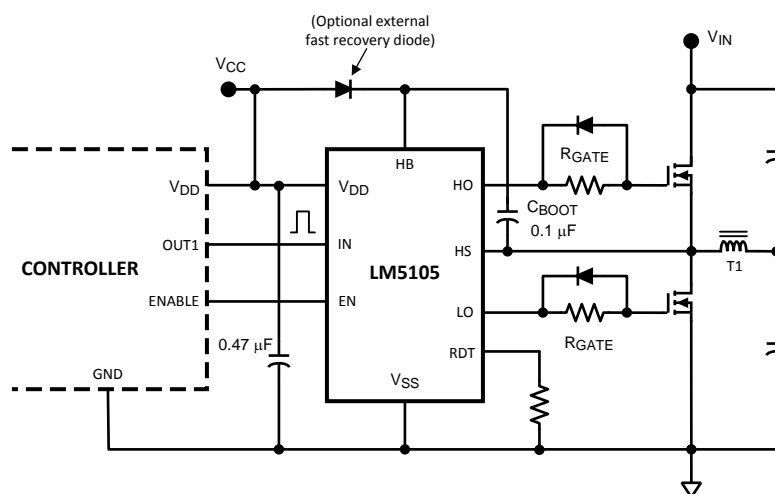 (Optional external
fast recovery diode)
VCC
VIN
HB
RGATE
VDD
VDD
HO
CBOOT
0.1 μF
OUT1
IN
HS
T1
CONTROLLER
LM5105
ENABLE
EN
LO
RGATE
0.47 μF
RDT
GND
VSS